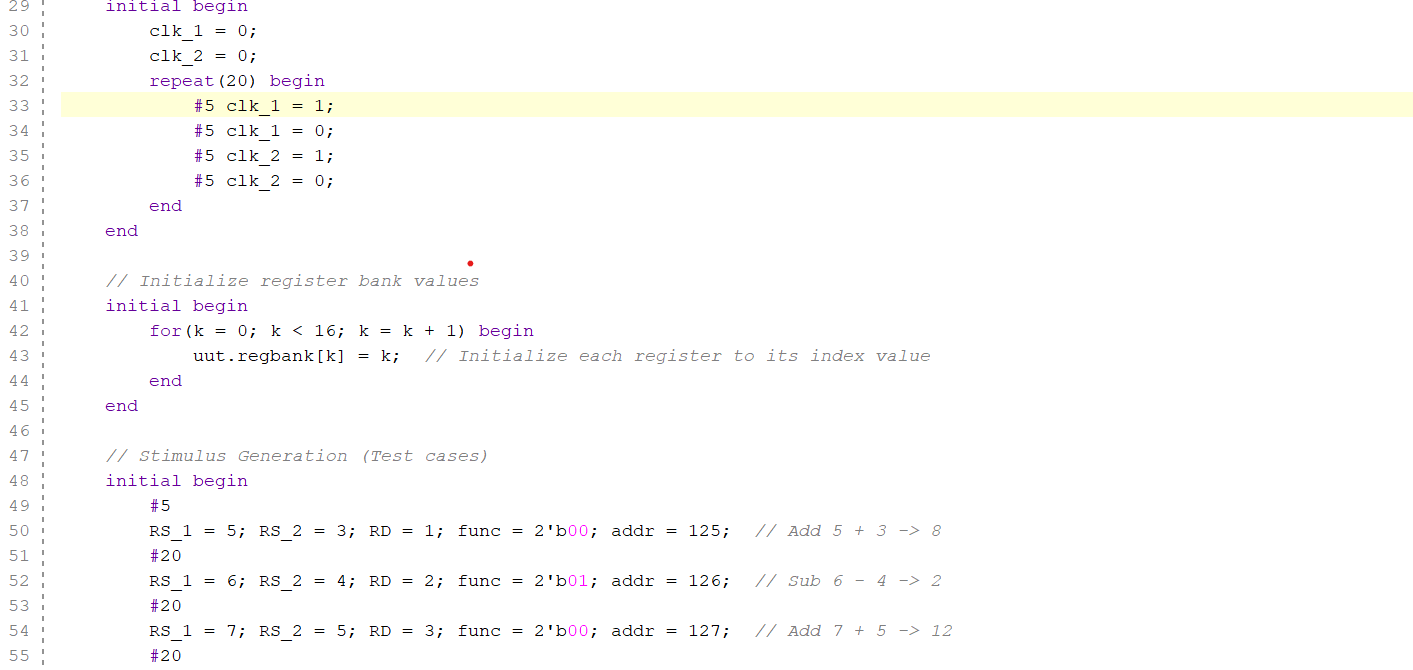 29 initial begin
30 clk_1 = 0;
31 clk_2 = 0;
32 repeat(20) begin
33 #5 clk_1 = 1;
34 #5 clk_1 = 0;
35 #5 clk_2 = 1;
36 #5 clk_2 = 0;
37 end
38 end
39
40 // Initialize register bank values
41 initial begin
42 for(k = 0; k < 16; k = k + 1) begin
43 uut.regbank[k] = k;  // Initialize each register to its index value
44 end
45 end
46
47 // Stimulus Generation (Test cases)
48 initial begin
49 #5
50 RS_1 = 5; RS_2 = 3; RD = 1; func = 2'b00; addr = 125;  // Add 5 + 3 -> 8
51 #20
52 RS_1 = 6; RS_2 = 4; RD = 2; func = 2'b01; addr = 126;  // Sub 6 - 4 -> 2
53 #20
54 RS_1 = 7; RS_2 = 5; RD = 3; func = 2'b00; addr = 127;  // Add 7 + 5 -> 12
55 #20